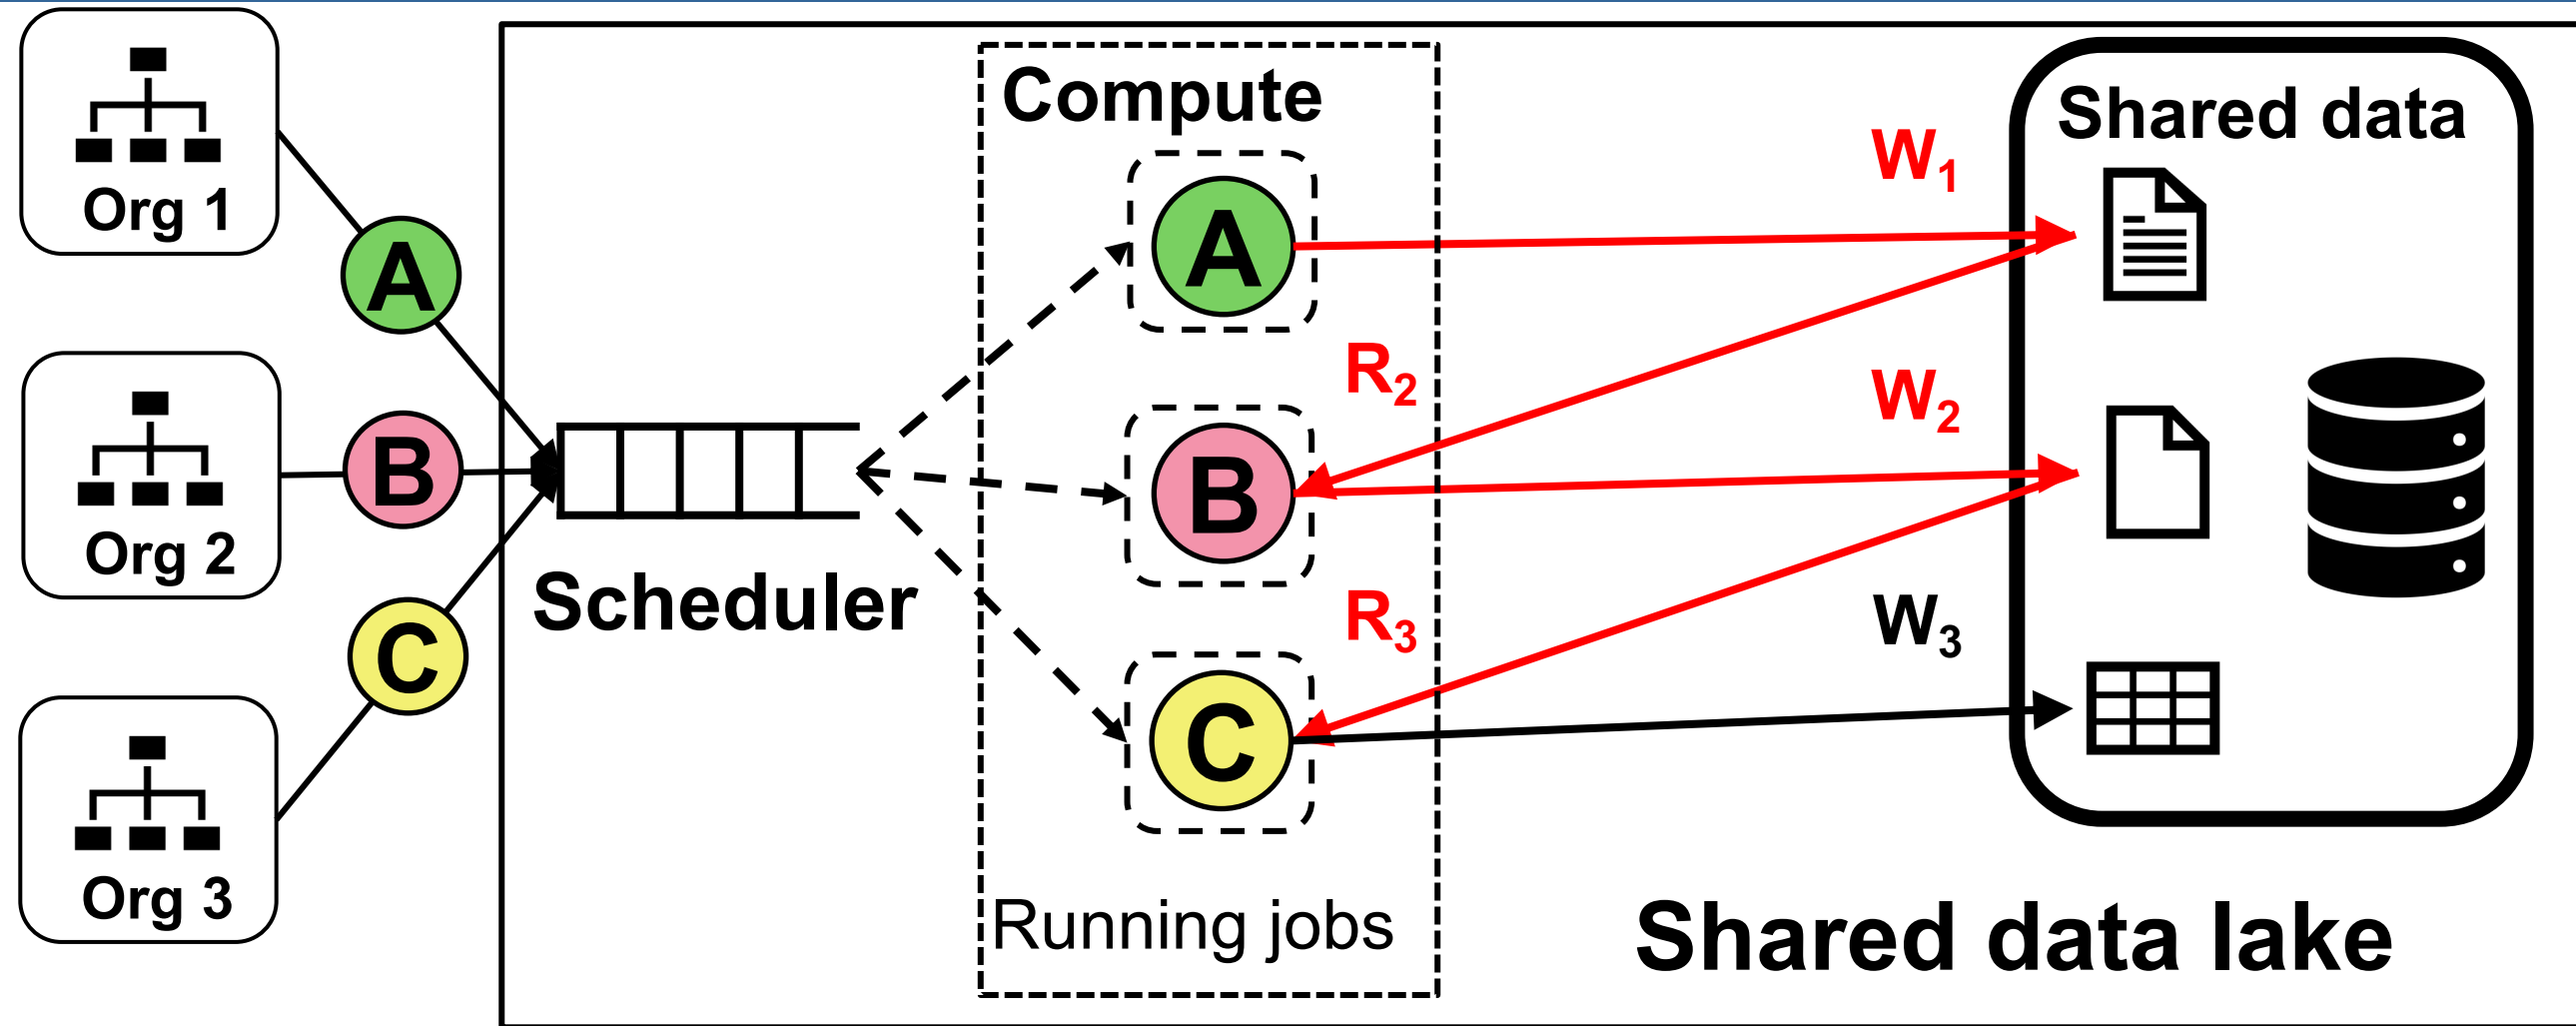 Org 1
A
Org 2
B
Org 3
C
Scheduler
Compute
A
B
C
Running jobs
W₁
R₂
W₂
R₃
W₃
Shared data
Shared data lake